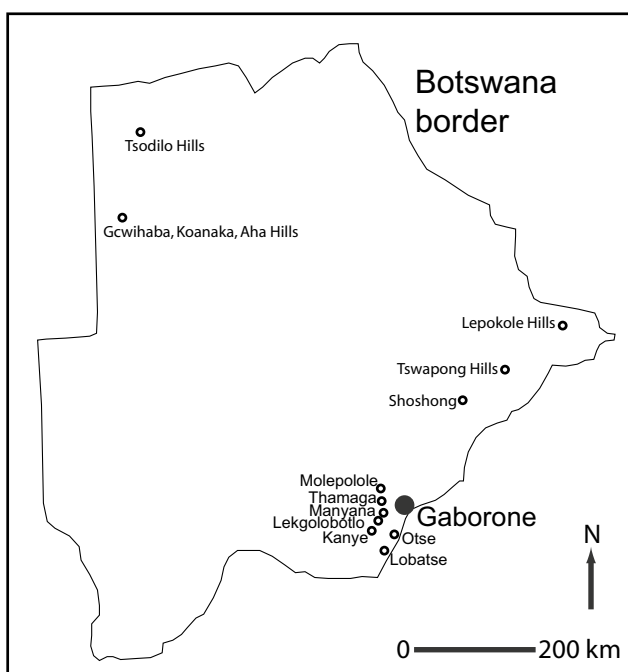 Botswana
border
Tsodilo Hills
Gcwihaba, Koanaka, Aha Hills
Lepokole Hills
Tswapong Hills
Shoshong
Molepolole
Thamaga
Manyana
Lekgolobotlo
Kanye
Gaborone
Otse
Lobatse
N
0 200 km